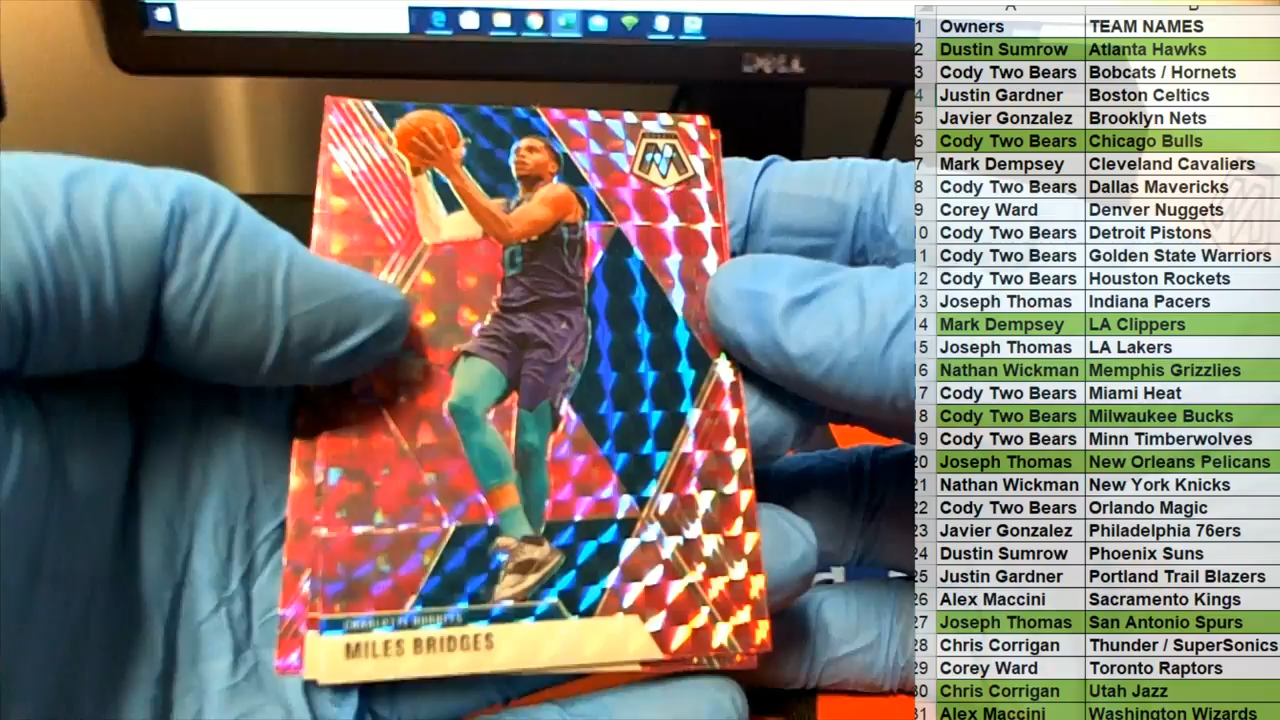 DELL
CHARLOTTE HORNETS
MILES BRIDGES
A B
1 Owners TEAM NAMES
2 Dustin Sumrow Atlanta Hawks
3 Cody Two Bears Bobcats / Hornets
4 Justin Gardner Boston Celtics
5 Javier Gonzalez Brooklyn Nets
6 Cody Two Bears Chicago Bulls
7 Mark Dempsey Cleveland Cavaliers
8 Cody Two Bears Dallas Mavericks
9 Corey Ward Denver Nuggets
10 Cody Two Bears Detroit Pistons
11 Cody Two Bears Golden State Warriors
12 Cody Two Bears Houston Rockets
13 Joseph Thomas Indiana Pacers
14 Mark Dempsey LA Clippers
15 Joseph Thomas LA Lakers
16 Nathan Wickman Memphis Grizzlies
17 Cody Two Bears Miami Heat
18 Cody Two Bears Milwaukee Bucks
19 Cody Two Bears Minn Timberwolves
20 Joseph Thomas New Orleans Pelicans
21 Nathan Wickman New York Knicks
22 Cody Two Bears Orlando Magic
23 Javier Gonzalez Philadelphia 76ers
24 Dustin Sumrow Phoenix Suns
25 Justin Gardner Portland Trail Blazers
26 Alex Maccini Sacramento Kings
27 Joseph Thomas San Antonio Spurs
28 Chris Corrigan Thunder / SuperSonics
29 Corey Ward Toronto Raptors
30 Chris Corrigan Utah Jazz
31 Alex Maccini Washington Wizards